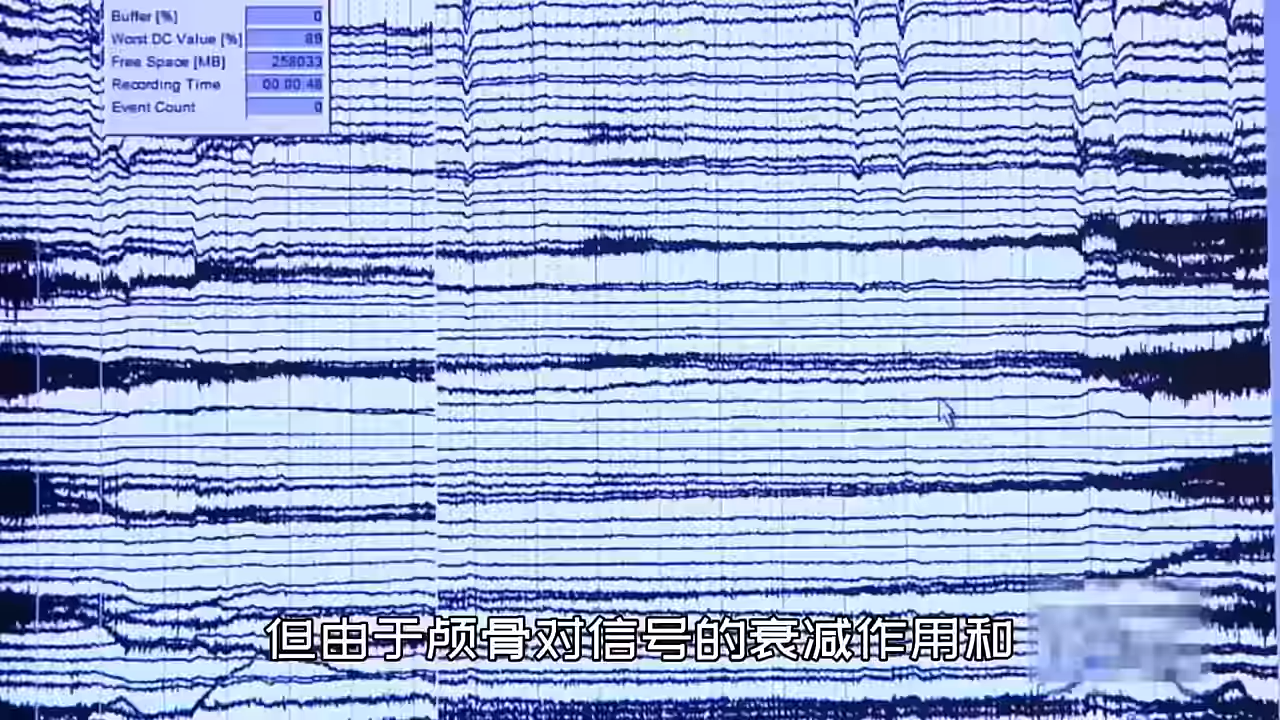 Buffer [%] 0
Worst DC Value [%] 89
Free Space [MB] 258033
Recording Time 00:00:48
Event Count 0
但由于颅骨对信号的衰减作用和